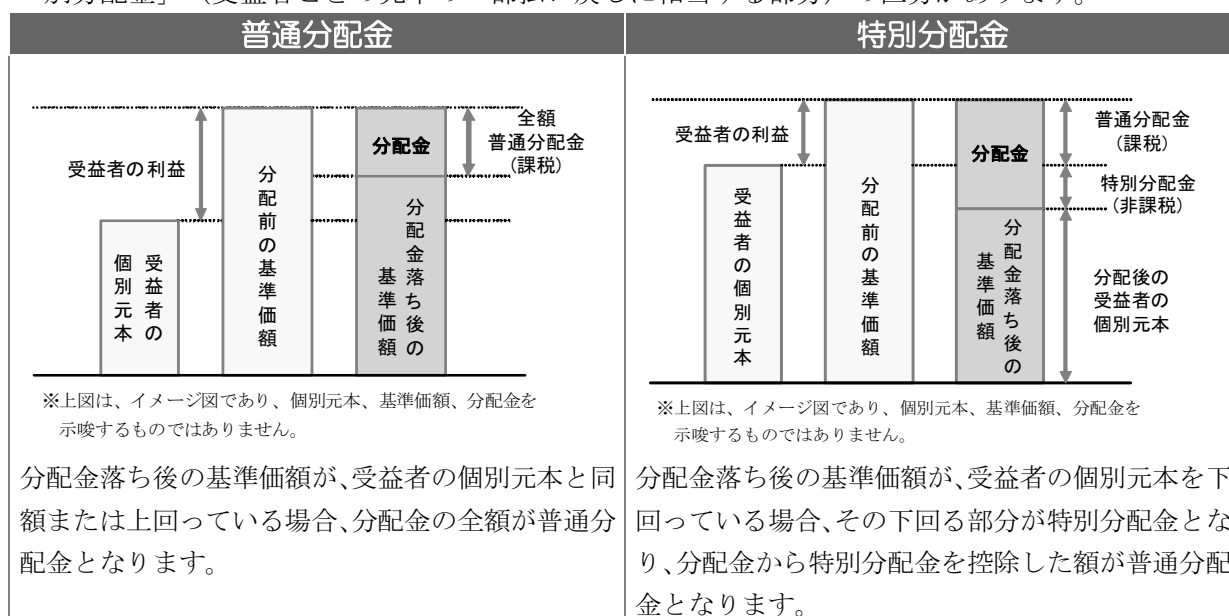 別分配金」（受益者ごとの元本の一部払い戻しに相当する部分）の区分があります。
普通分配金
受益者の利益
受益者の
個別元本
分配前の基準価額
分配金
分配金落ち後の
基準価額
全額
普通分配金
（課税）
※上図は、イメージ図であり、個別元本、基準価額、分配金を
示唆するものではありません。
分配金落ち後の基準価額が、受益者の個別元本と同
額または上回っている場合、分配金の全額が普通分
配金となります。
特別分配金
受益者の利益
受益者の個別元本
分配前の基準価額
分配金
分配金落ち後の
基準価額
普通分配金
（課税）
特別分配金
（非課税）
分配後の
受益者の
個別元本
※上図は、イメージ図であり、個別元本、基準価額、分配金を
示唆するものではありません。
分配金落ち後の基準価額が、受益者の個別元本を下
回っている場合、その下回る部分が特別分配金とな
り、分配金から特別分配金を控除した額が普通分配
金となります。